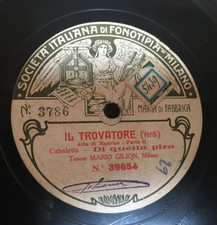 SOCIETÀ ITALIANA DI FONOTIPIA - MILANO
MARCA DI FABBRICA
N. 3786
IL TROVATORE (Verdi)
Aria di Manrico - Parte II.
Cabaletta - Di quella pira
Tenore MARIO GILION, Milano
N° 39654